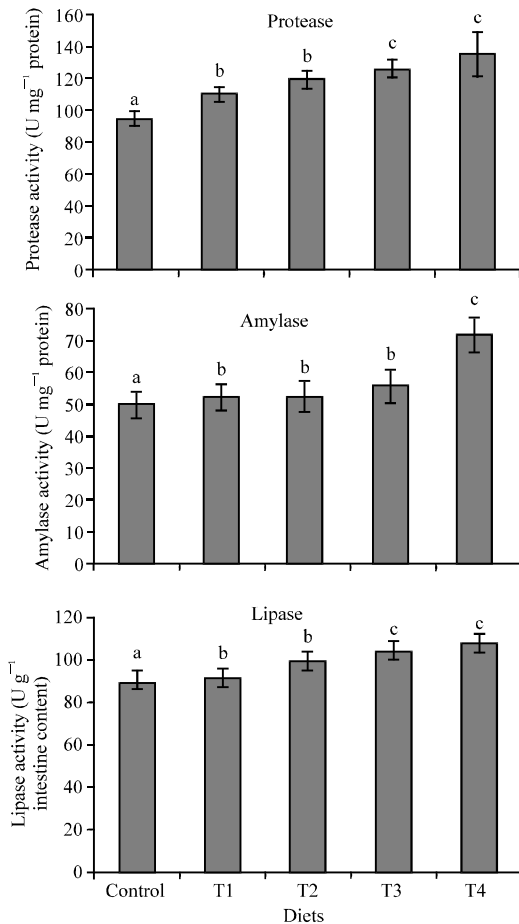 Protease
Protease activity (U mg⁻¹ protein)
160
140
120
100
80
60
40
20
0
a
b
b
c
c
Amylase
Amylase activity (U mg⁻¹ protein)
80
70
60
50
40
30
20
10
0
a
b
b
b
c
Lipase
Lipase activity (U g⁻¹
intestine content)
120
100
80
60
40
20
0
a
b
b
c
c
Control T1 T2 T3 T4
Diets